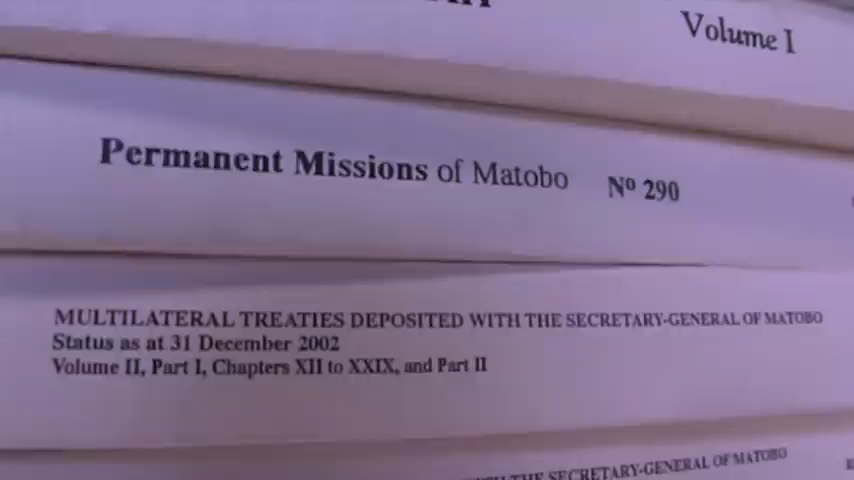 Volume I
Permanent Missions of Matobo Nº 290
MULTILATERAL TREATIES DEPOSITED WITH THE SECRETARY-GENERAL OF MATOBO
Status as at 31 December 2002
Volume II, Part I, Chapters XII to XXIX, and Part II
THE SECRETARY-GENERAL OF MATOBO